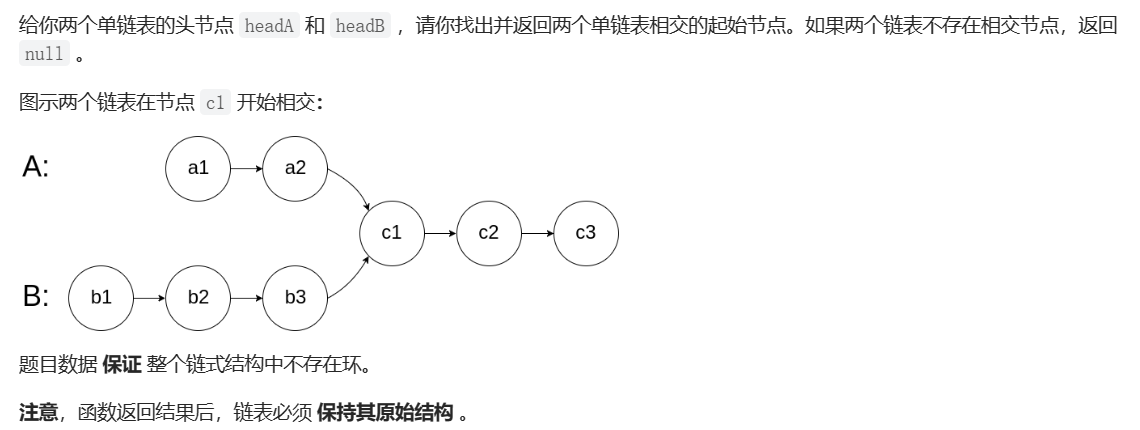 给你两个单链表的头节点 headA 和 headB ，请你找出并返回两个单链表相交的起始节点。如果两个链表不存在相交节点，返回
null 。
图示两个链表在节点 c1 开始相交：
A:
a1
a2
c1
c2
c3
B:
b1
b2
b3
题目数据 保证 整个链式结构中不存在环。
注意，函数返回结果后，链表必须 保持其原始结构 。